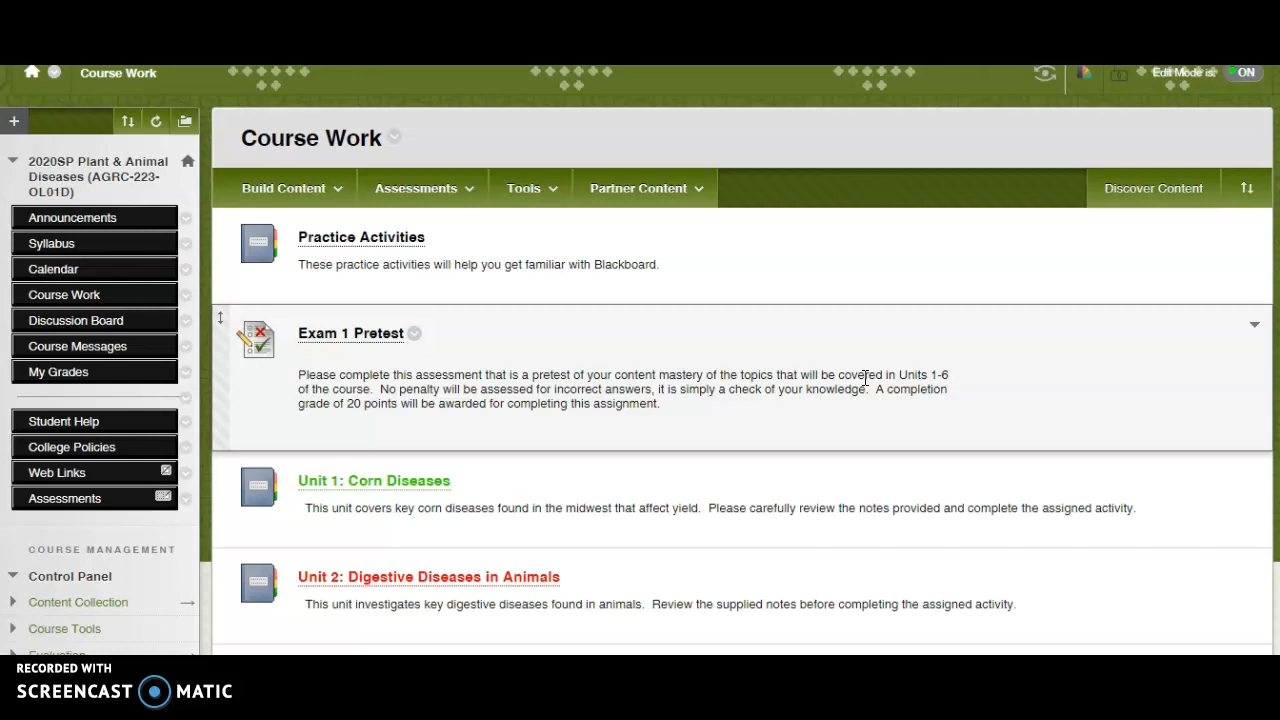 Course Work
Edit Mode is: ON
2020SP Plant & Animal
Diseases (AGRC-223-
OL01D)
Announcements
Syllabus
Calendar
Course Work
Discussion Board
Course Messages
My Grades
Student Help
College Policies
Web Links
Assessments
COURSE MANAGEMENT
Control Panel
Content Collection
Course Tools
Evaluation
Course Work
Build Content
Assessments
Tools
Partner Content
Discover Content
Practice Activities
These practice activities will help you get familiar with Blackboard.
Exam 1 Pretest
Please complete this assessment that is a pretest of your content mastery of the topics that will be covered in Units 1-6
of the course. No penalty will be assessed for incorrect answers, it is simply a check of your knowledge. A completion
grade of 20 points will be awarded for completing this assignment.
Unit 1: Corn Diseases
This unit covers key corn diseases found in the midwest that affect yield. Please carefully review the notes provided and complete the assigned activity.
Unit 2: Digestive Diseases in Animals
This unit investigates key digestive diseases found in animals. Review the supplied notes before completing the assigned activity.
RECORDED WITH
SCREENCAST MATIC